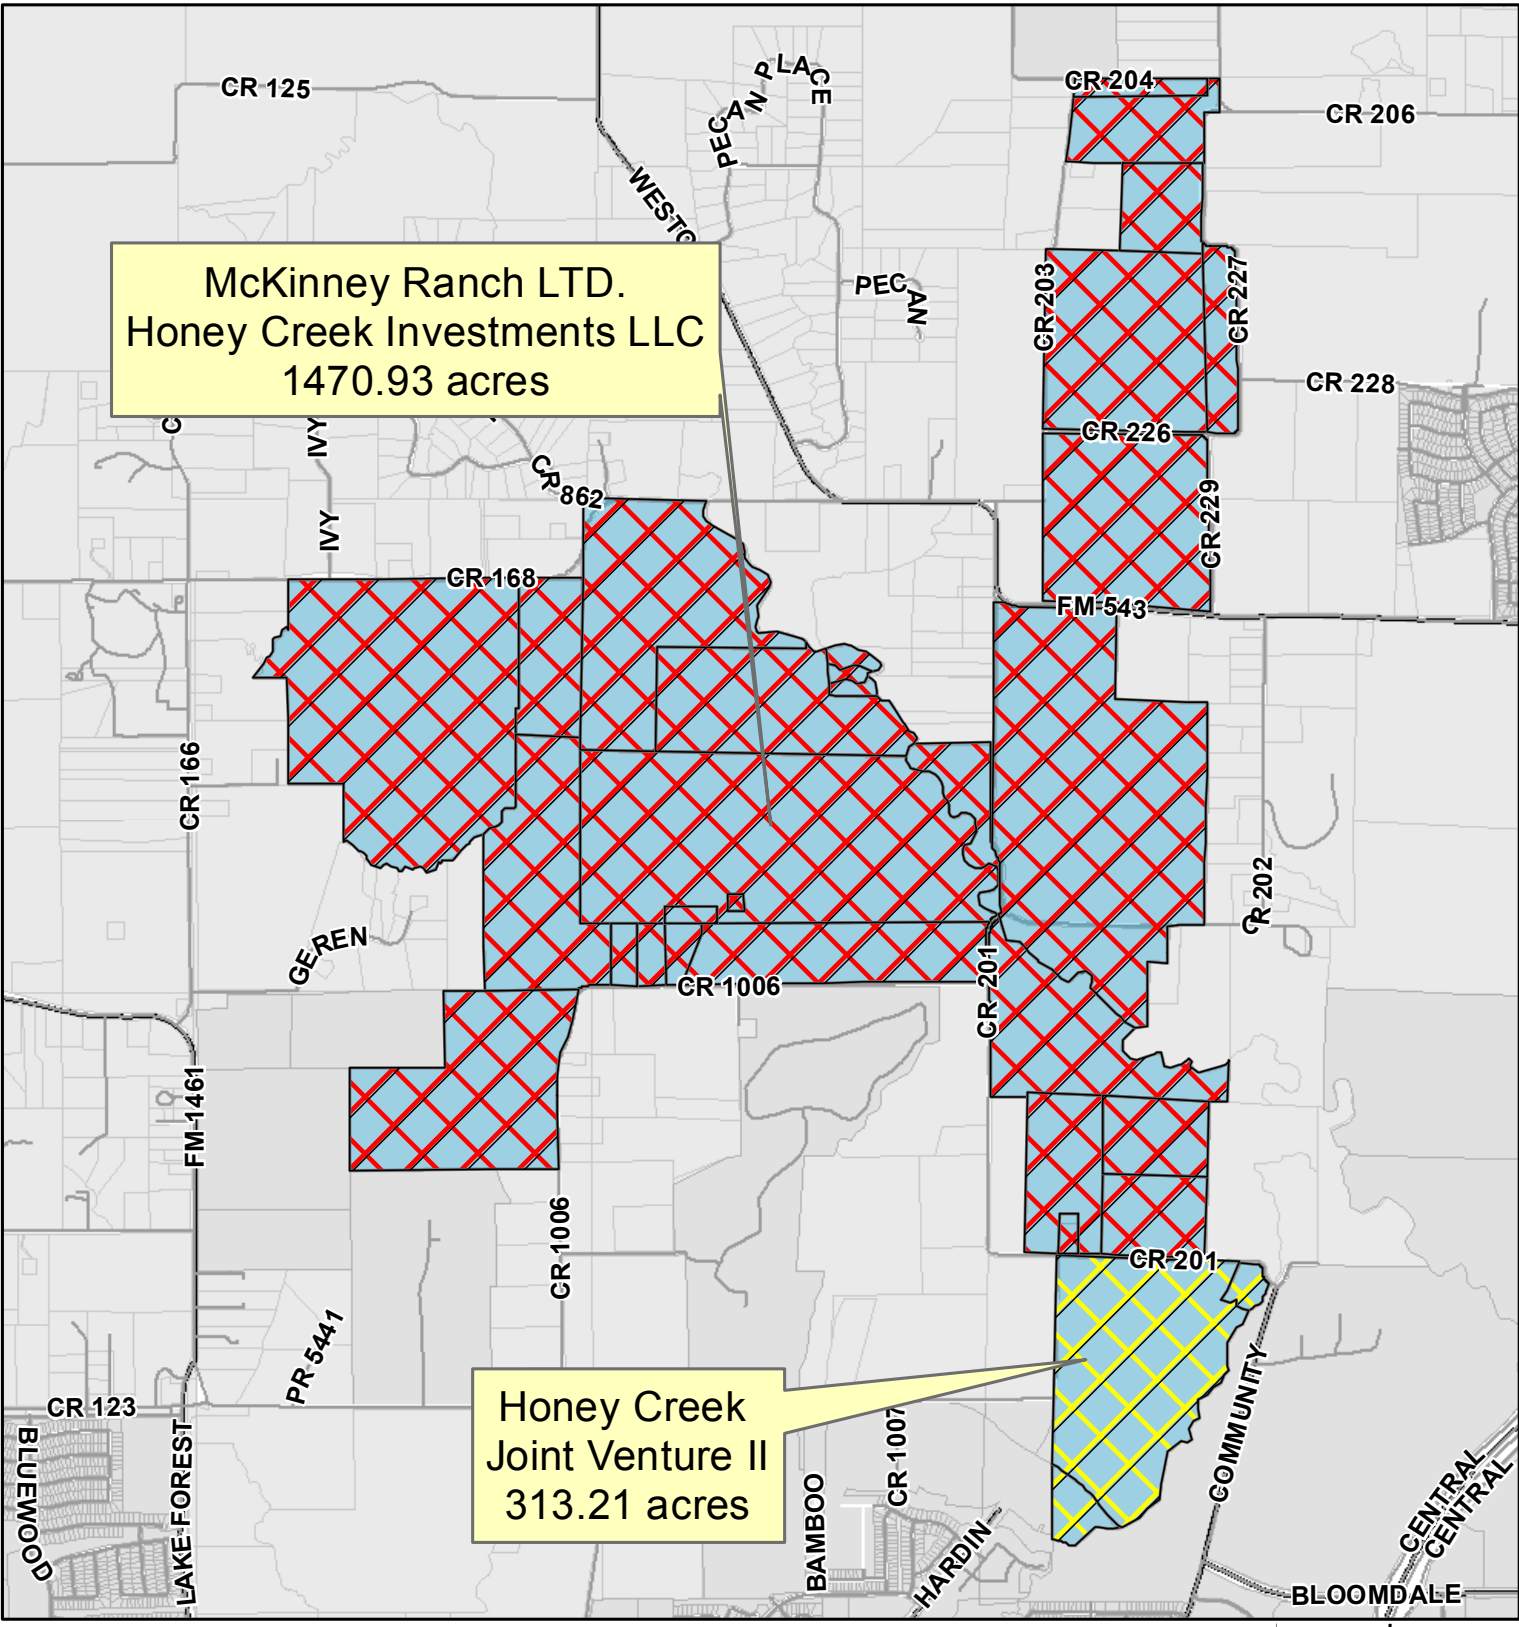 CR 125
PECAN PLACE
CR 204
CR 206
PECAN
CR 203
CR 227
McKinney Ranch LTD.
Honey Creek Investments LLC
1470.93 acres
CR 228
IVY
CR 226
CR 862
CR 229
IVY
CR 168
FM 543
CR 166
CR 202
GEREN
CR 1006
CR 201
FM 1461
CR 1006
CR 201
PR 5441
CR 123
Honey Creek
Joint Venture II
313.21 acres
CR 1007
COMMUNITY
BLUEWOOD
LAKE FOREST
BAMBOO
HARDIN
CENTRAL
CENTRAL
BLOOMDALE